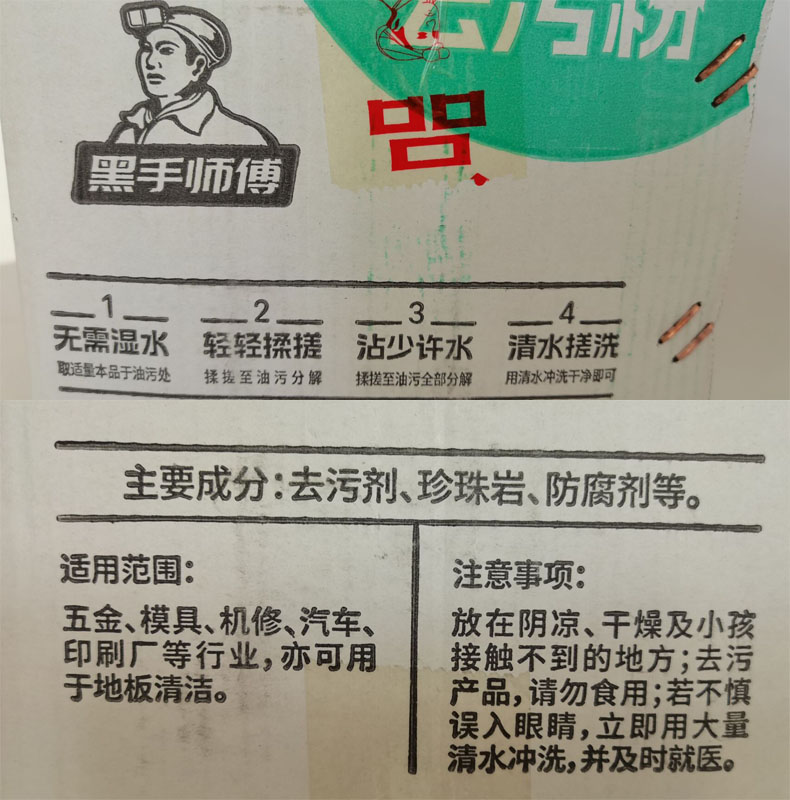 去污粉
黑手师傅
1
无需湿水
取适量本品于油污处
2
轻轻揉搓
揉搓至油污分解
3
沾少许水
揉搓至油污全部分解
4
清水搓洗
用清水冲洗干净即可
主要成分：去污剂、珍珠岩、防腐剂等。
适用范围：
五金、模具、机修、汽车、
印刷厂等行业，亦可用
于地板清洁。
注意事项：
放在阴凉、干燥及小孩
接触不到的地方；去污
产品，请勿食用；若不慎
误入眼睛，立即用大量
清水冲洗，并及时就医。